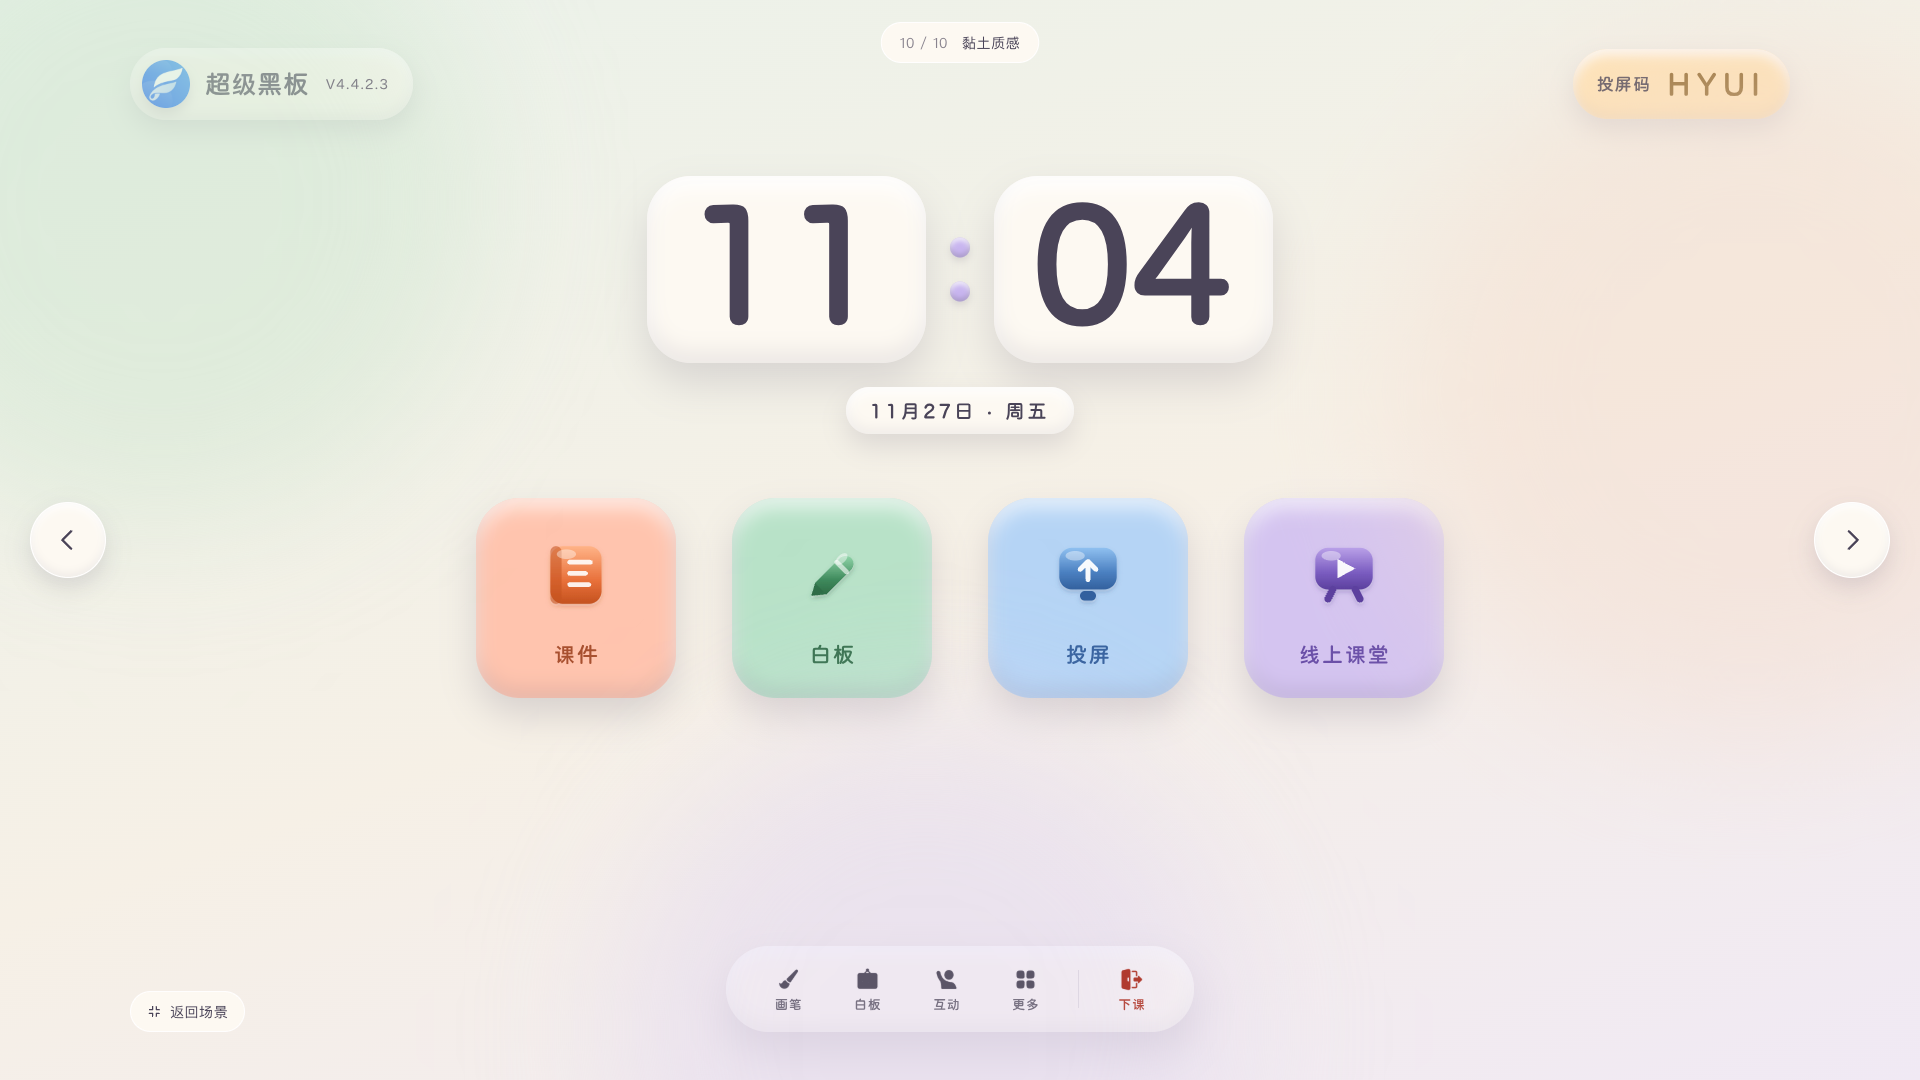 10 / 10 黏土质感
超级黑板 V4.4.2.3
投屏码 HYUI
11:04
11月27日 · 周五
课件
白板
投屏
线上课堂
画笔
白板
互动
更多
下课
返回场景